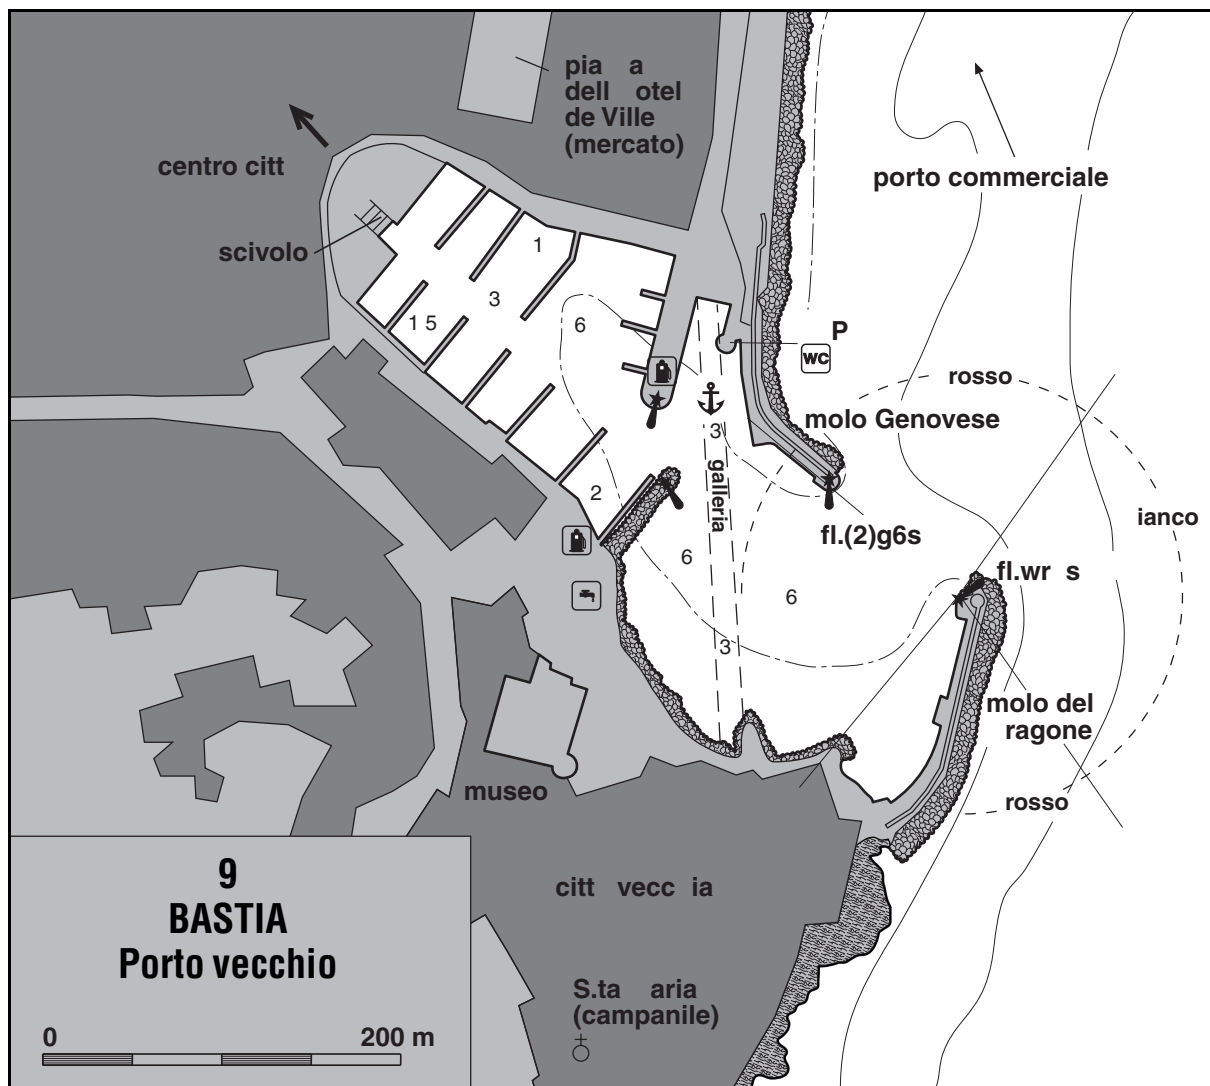 pia a
dell otel
de Ville
(mercato)
centro citt
porto commerciale
scivolo
1
3
1 5
6
P
WC
rosso
molo Genovese
3
galleria
2
ianco
fl.(2)g6s
6
fl.wr s
6
3
molo del
ragone
museo
rosso
citt vecc ia
9
BASTIA
Porto vecchio
S.ta aria
(campanile)
0 200 m